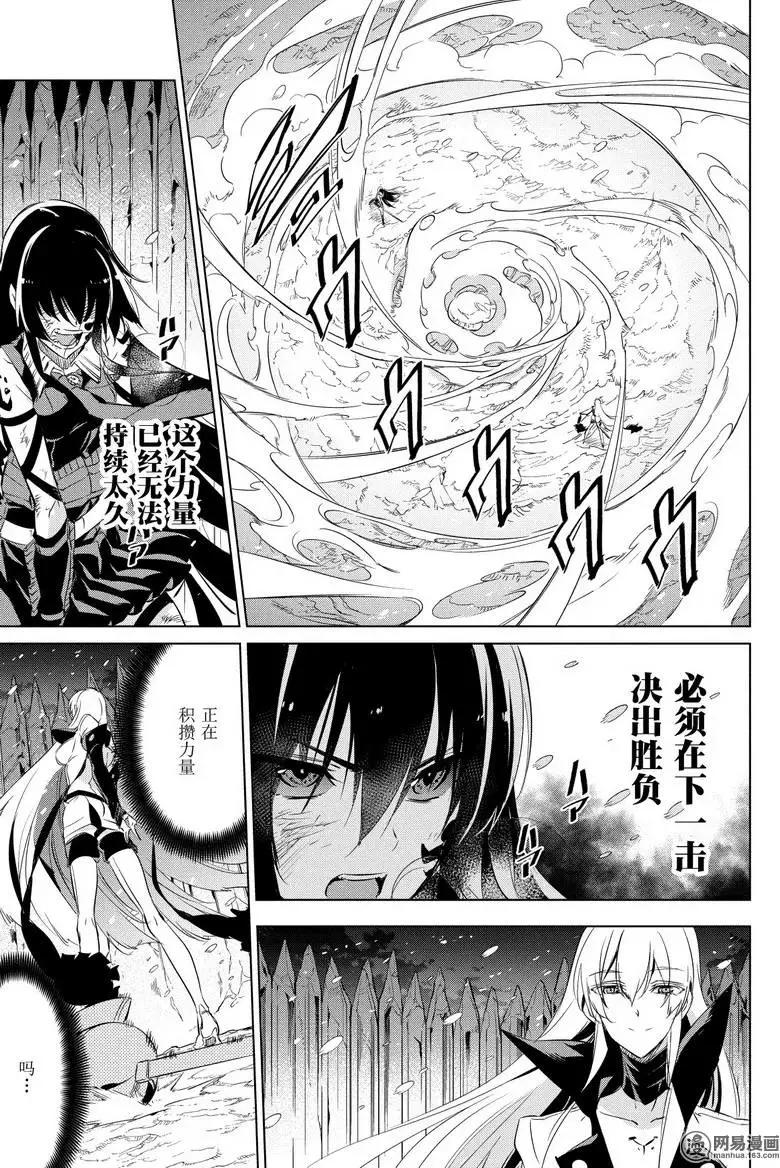 ハァ
这个力量
已经无法
持续太久
ハァ
必须在下一击
决出胜负
ハァ
正在
积攒力量
吗…
网易漫画
manhua.163.com